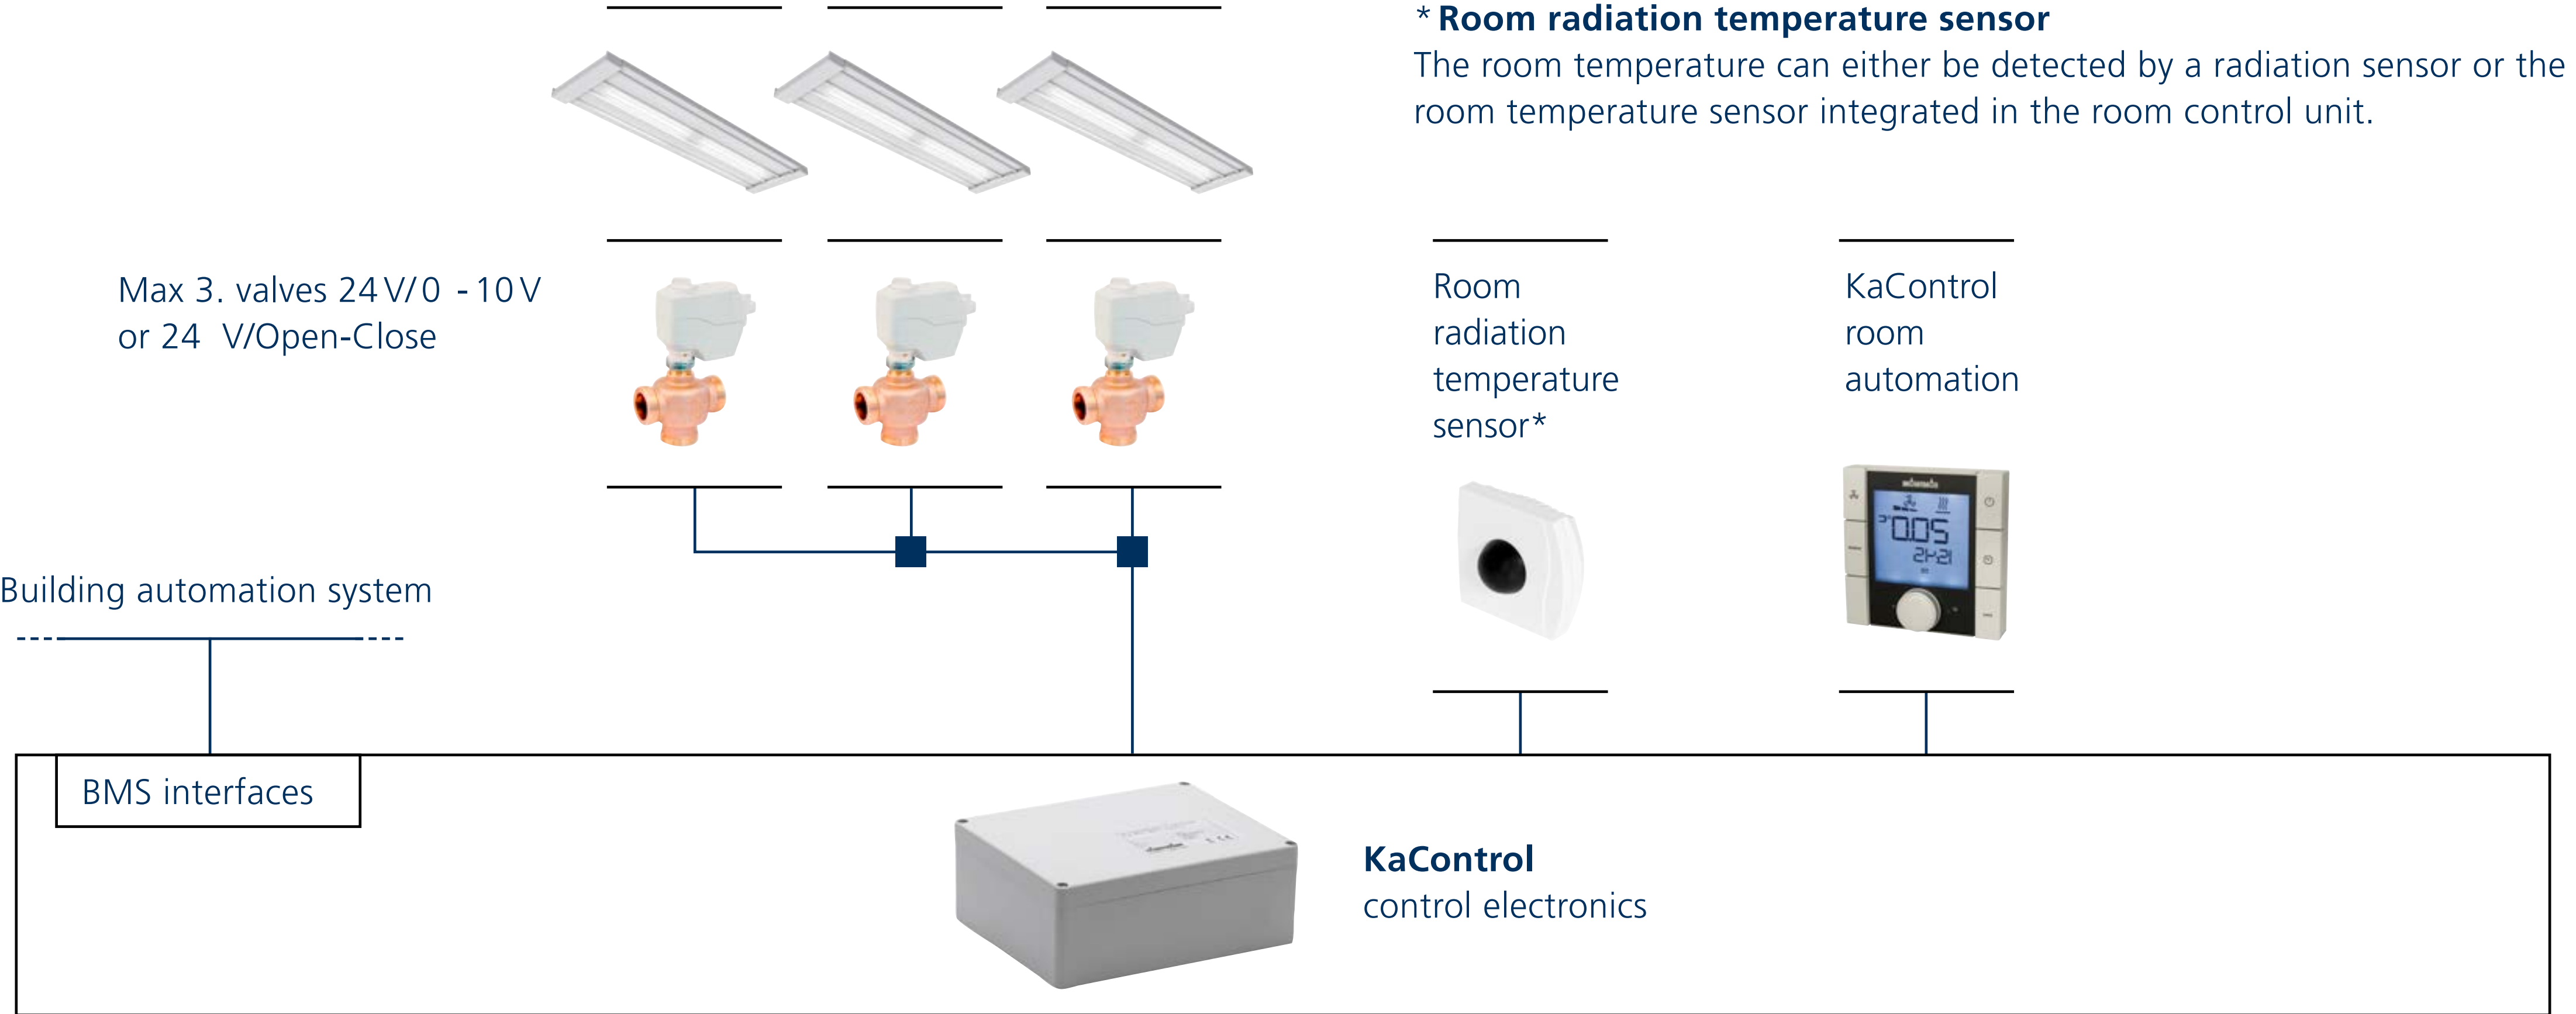 * Room radiation temperature sensor
The room temperature can either be detected by a radiation sensor or the
room temperature sensor integrated in the room control unit.
Max 3. valves 24 V/ 0 - 10 V
or 24 V/Open-Close
Room
radiation
temperature
sensor*
KaControl
room
automation
Building automation system
BMS interfaces
KaControl
control electronics